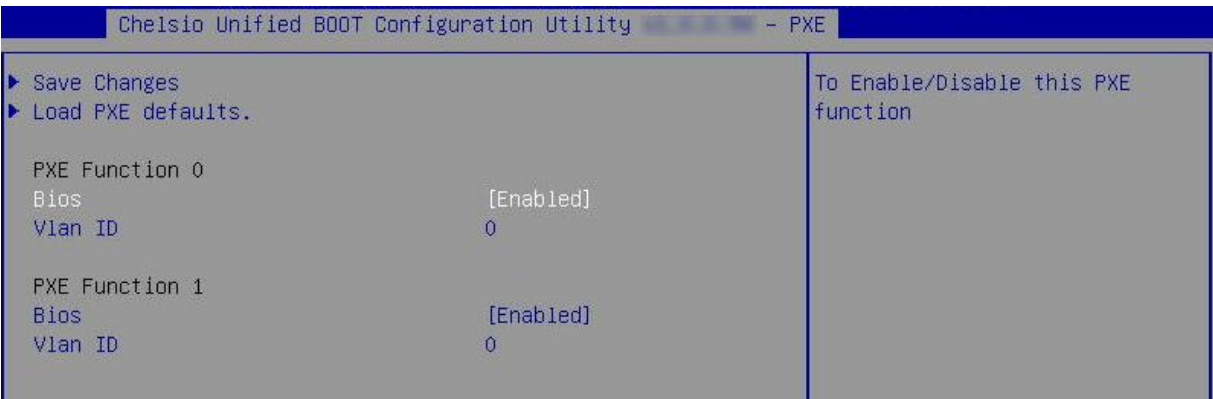 Chelsio Unified BOOT Configuration Utility - PXE
Save Changes
Load PXE defaults.
PXE Function 0
Bios [Enabled]
Vlan ID 0
PXE Function 1
Bios [Enabled]
Vlan ID 0
To Enable/Disable this PXE
function